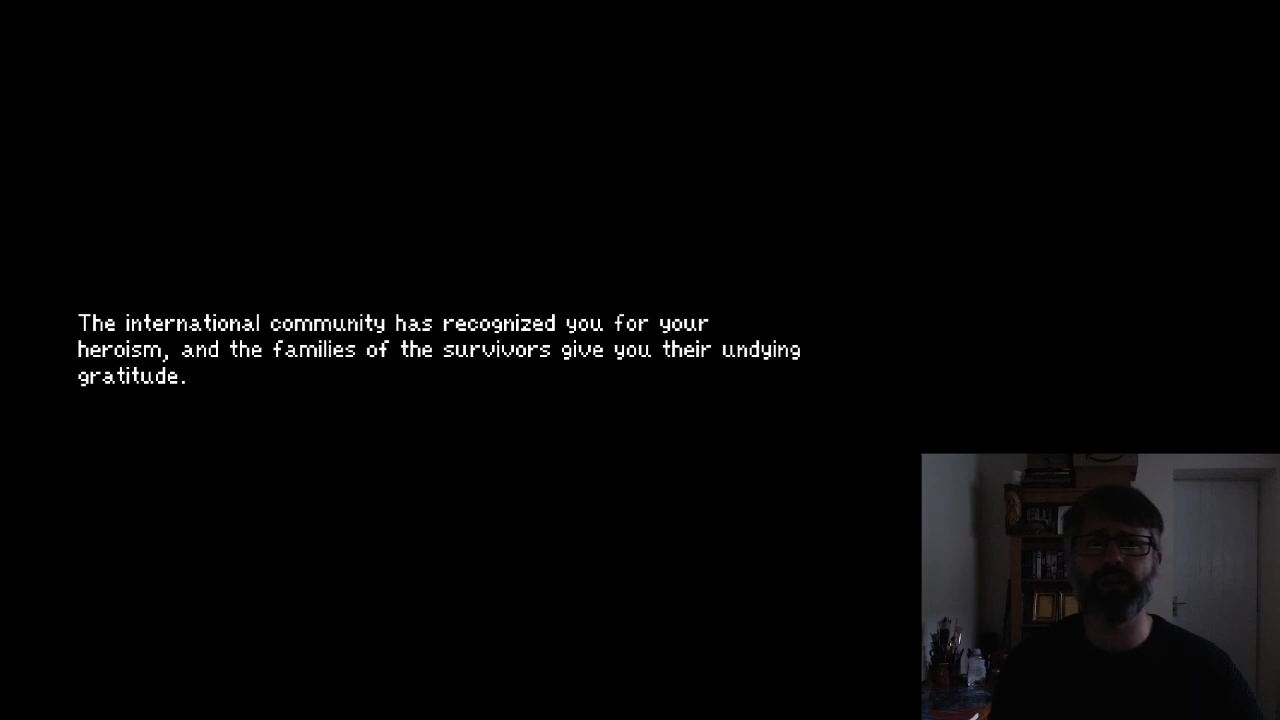 The international community has recognized you for your
heroism, and the families of the survivors give you their undying
gratitude.